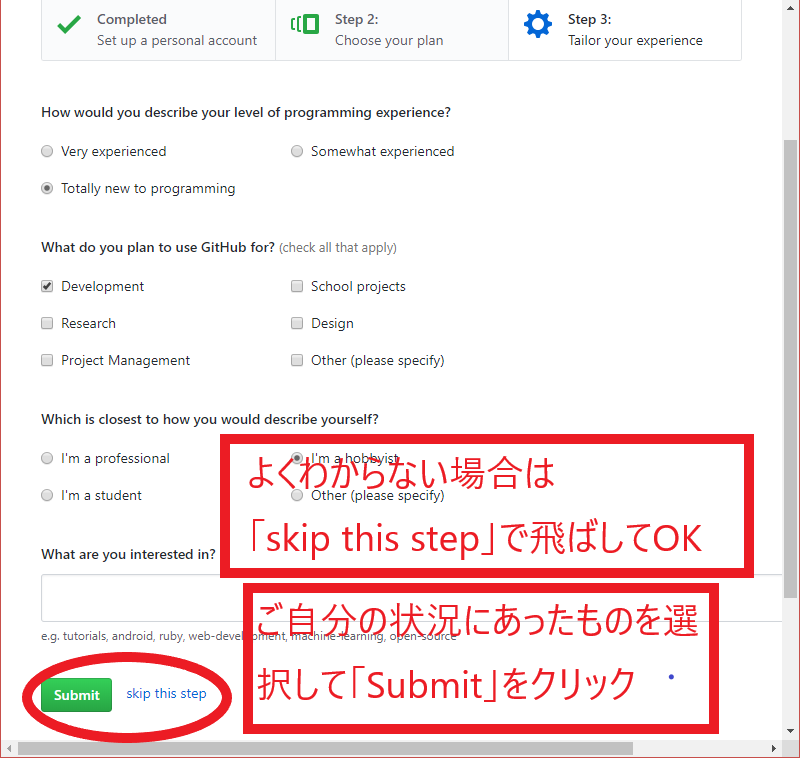 Completed
Set up a personal account
Step 2:
Choose your plan
Step 3:
Tailor your experience
How would you describe your level of programming experience?
Very experienced
Somewhat experienced
Totally new to programming
What do you plan to use GitHub for? (check all that apply)
Development
School projects
Research
Design
Project Management
Other (please specify)
Which is closest to how you would describe yourself?
I'm a professional
I'm a hobbyist
よくわからない場合は
I'm a student
Other (please specify)
「skip this step」で飛ばしてOK
What are you interested in?
ご自分の状況にあったものを選
e.g. tutorials, android, ruby, web-development, machine-learning, open-source
択して「Submit」をクリック
Submit
skip this step